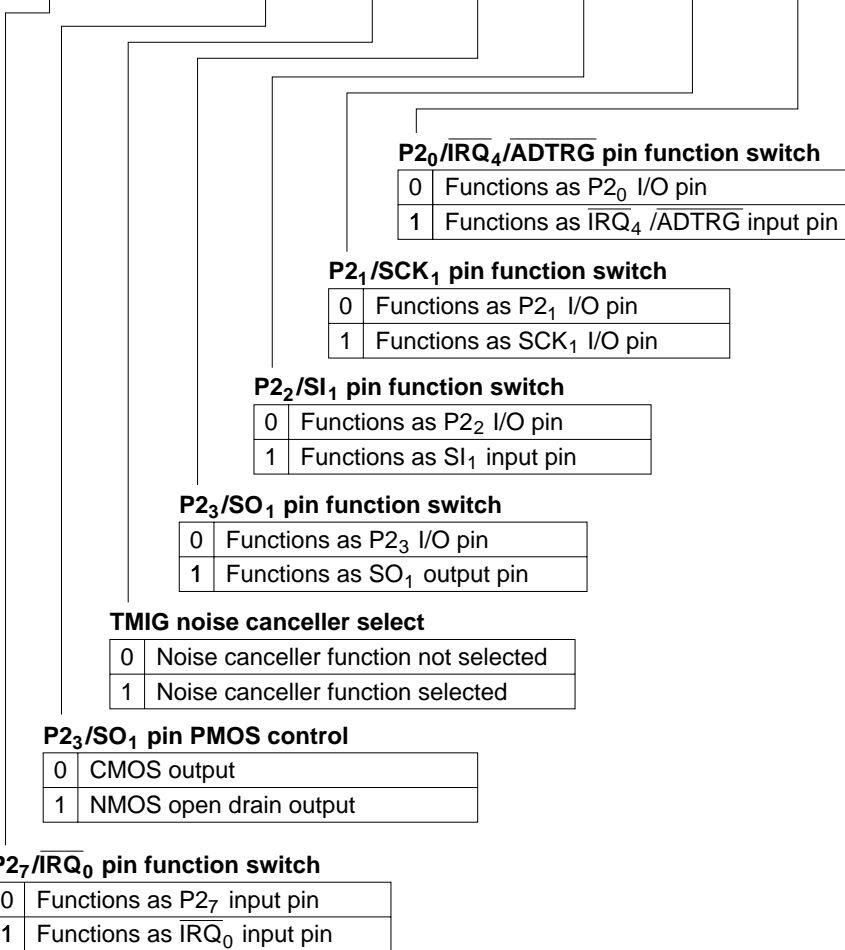 P2₀/I̅R̅Q̅₄/A̅D̅T̅R̅G̅ pin function switch
0 Functions as P2₀ I/O pin
1 Functions as I̅R̅Q̅₄ /A̅D̅T̅R̅G̅ input pin
P2₁/SCK₁ pin function switch
0 Functions as P2₁ I/O pin
1 Functions as SCK₁ I/O pin
P2₂/SI₁ pin function switch
0 Functions as P2₂ I/O pin
1 Functions as SI₁ input pin
P2₃/SO₁ pin function switch
0 Functions as P2₃ I/O pin
1 Functions as SO₁ output pin
TMIG noise canceller select
0 Noise canceller function not selected
1 Noise canceller function selected
P2₃/SO₁ pin PMOS control
0 CMOS output
1 NMOS open drain output
P2₇/I̅R̅Q̅₀ pin function switch
0 Functions as P2₇ input pin
1 Functions as I̅R̅Q̅₀ input pin